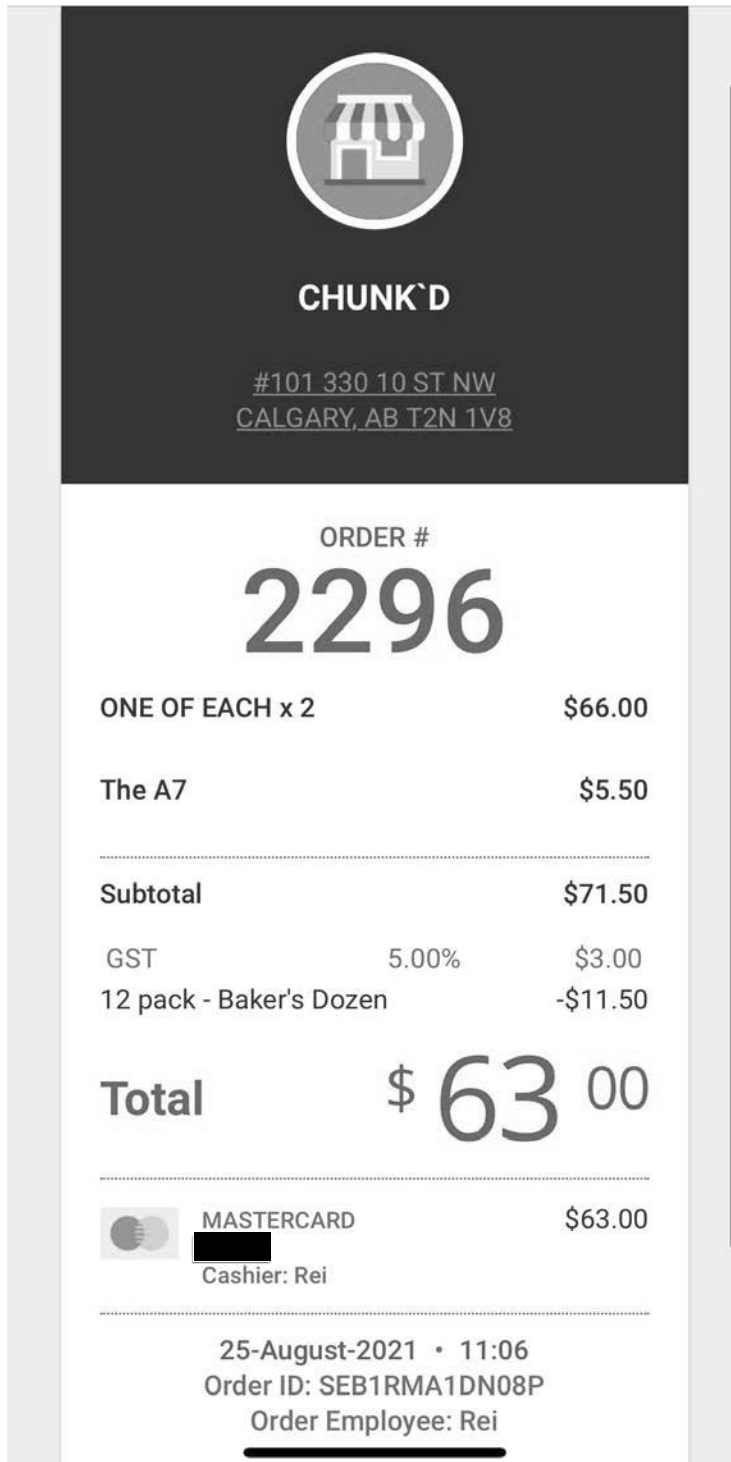 CHUNK`D
#101 330 10 ST NW
CALGARY, AB T2N 1V8
ORDER #
2296
ONE OF EACH x 2 $66.00
The A7 $5.50
Subtotal $71.50
GST 5.00% $3.00
12 pack - Baker's Dozen -$11.50
Total $ 63 00
MASTERCARD $63.00
Cashier: Rei
25-August-2021 • 11:06
Order ID: SEB1RMA1DN08P
Order Employee: Rei